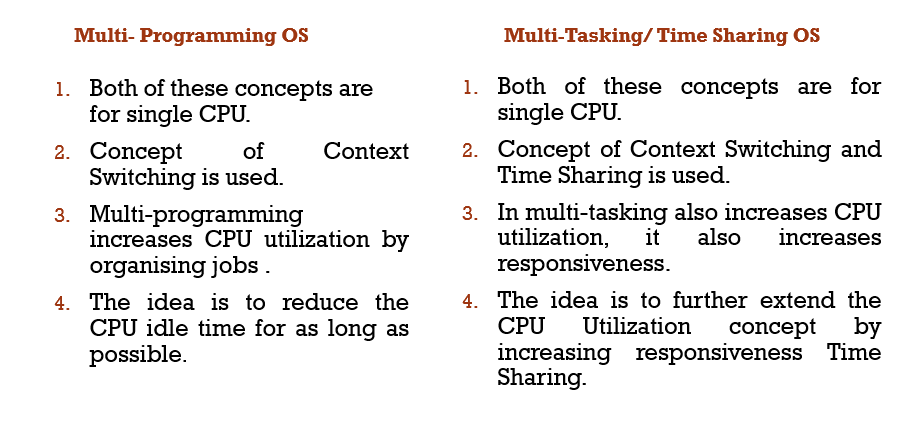 Multi- Programming OS
1. Both of these concepts are
for single CPU.
2. Concept of Context
Switching is used.
3. Multi-programming
increases CPU utilization by
organising jobs .
4. The idea is to reduce the
CPU idle time for as long as
possible.
Multi-Tasking/ Time Sharing OS
1. Both of these concepts are for
single CPU.
2. Concept of Context Switching and
Time Sharing is used.
3. In multi-tasking also increases CPU
utilization, it also increases
responsiveness.
4. The idea is to further extend the
CPU Utilization concept by
increasing responsiveness Time
Sharing.